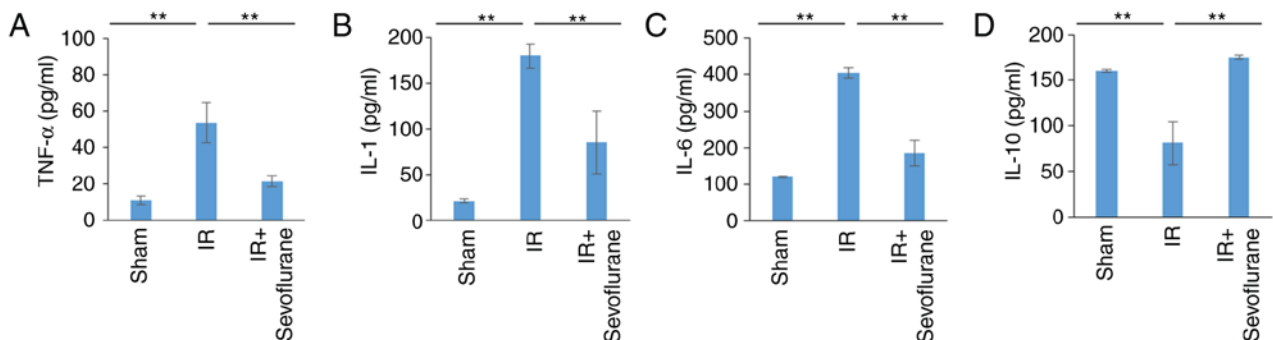 A
** **
TNF-α (pg/ml)
100
80
60
40
20
0
Sham
IR
IR+
Sevoflurane
B
** **
IL-1 (pg/ml)
200
150
100
50
0
Sham
IR
IR+
Sevoflurane
C
** **
IL-6 (pg/ml)
500
400
300
200
100
0
Sham
IR
IR+
Sevoflurane
D
** **
IL-10 (pg/ml)
200
150
100
50
0
Sham
IR
IR+
Sevoflurane